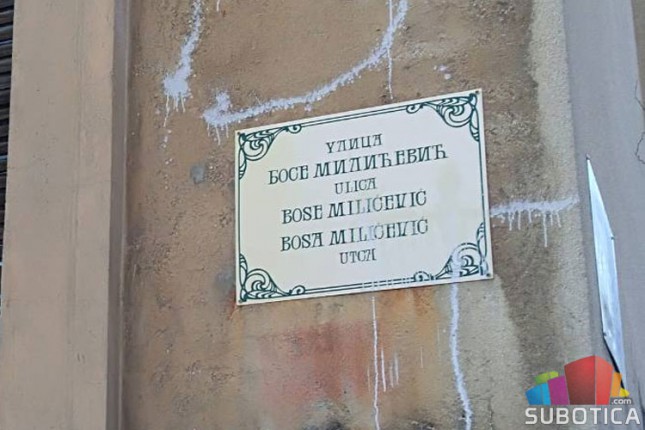 УЛИЦА
БОСЕ МИЛИЋЕВИЋ
ULICA
BOSE MILIĆEVIĆ
BOSA MILIĆEVIĆ
UTCA
.com
SUBOTICA